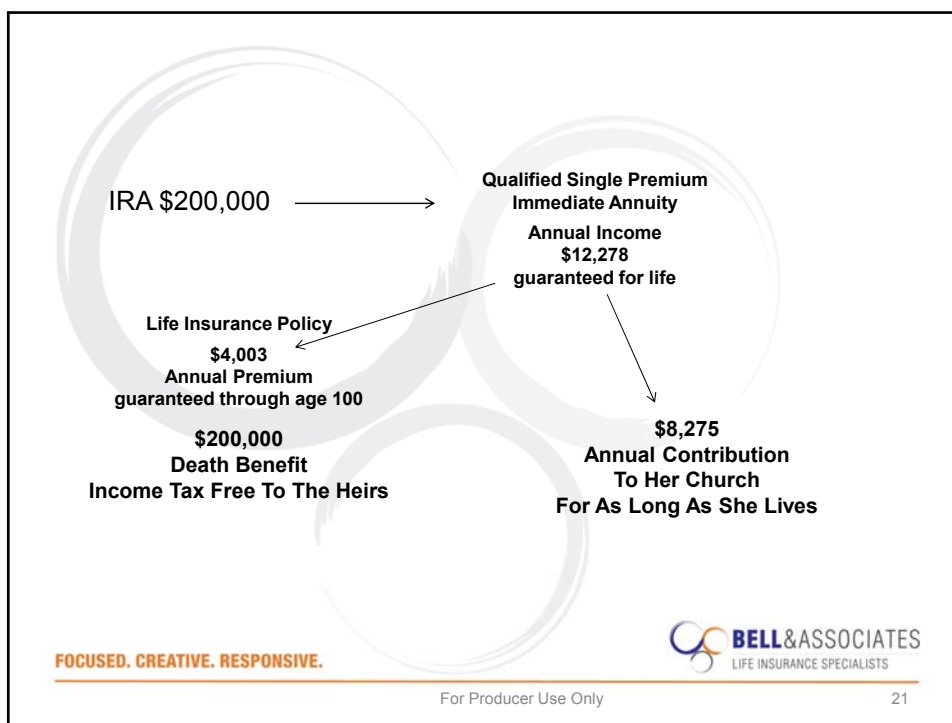 IRA $200,000
Qualified Single Premium
Immediate Annuity
Annual Income
$12,278
guaranteed for life
Life Insurance Policy
$4,003
Annual Premium
guaranteed through age 100
$200,000
Death Benefit
Income Tax Free To The Heirs
$8,275
Annual Contribution
To Her Church
For As Long As She Lives
FOCUSED. CREATIVE. RESPONSIVE.
BELL&ASSOCIATES
LIFE INSURANCE SPECIALISTS
For Producer Use Only
21